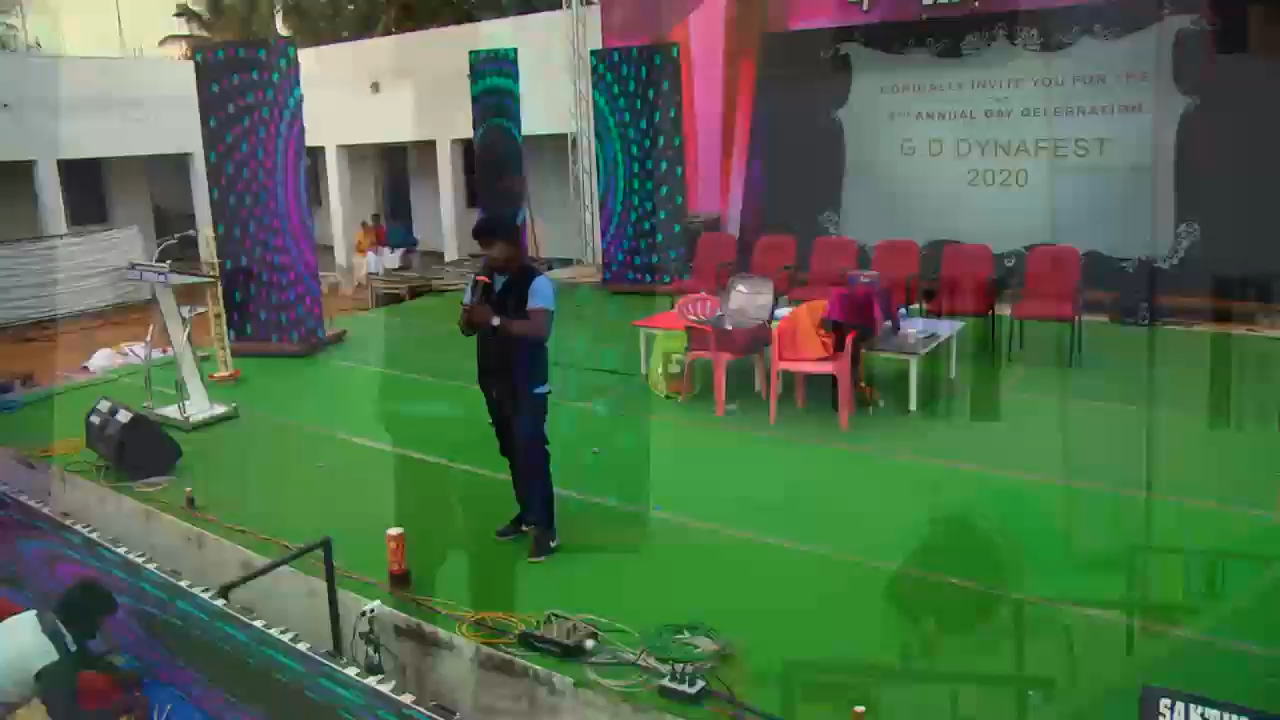 CORDIALLY INVITE YOU FOR THE
ANNUAL DAY CELEBRATION
G D DYNAFEST
2020